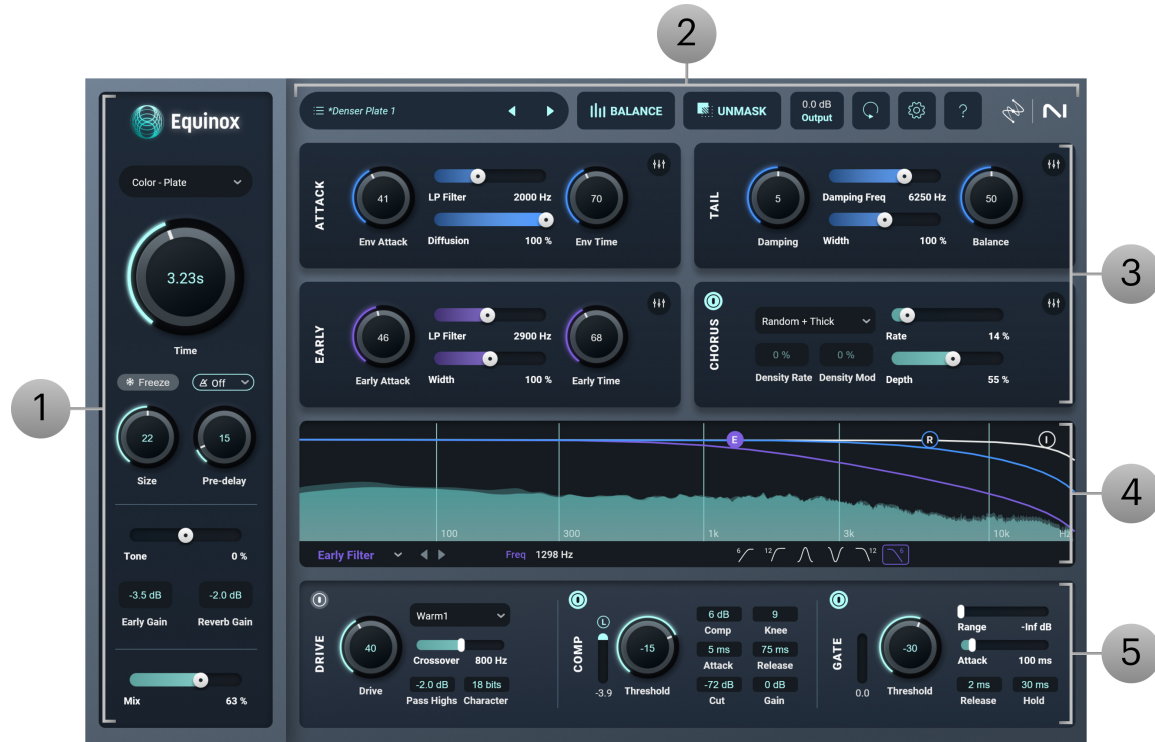 2
Equinox
*Denser Plate 1
BALANCE
UNMASK
0.0 dB
Output
?
Color - Plate
3.23s
Time
Freeze
Off
22
Size
15
Pre-delay
Tone
0 %
-3.5 dB
Early Gain
-2.0 dB
Reverb Gain
Mix
63 %
1
ATTACK
41
Env Attack
LP Filter
2000 Hz
Diffusion
100 %
70
Env Time
TAIL
5
Damping
Damping Freq
6250 Hz
Width
100 %
50
Balance
EARLY
46
Early Attack
LP Filter
2900 Hz
Width
100 %
68
Early Time
CHORUS
Random + Thick
0 %
Density Rate
0 %
Density Mod
Rate
14 %
Depth
55 %
3
E
R
I
100
300
1k
3k
10k
Hz
Early Filter
Freq
1298 Hz
6
12
12
6
4
DRIVE
40
Drive
Warm1
Crossover
800 Hz
-2.0 dB
Pass Highs
18 bits
Character
COMP
L
-3.9
-15
Threshold
6 dB
Comp
9
Knee
5 ms
Attack
75 ms
Release
-72 dB
Cut
0 dB
Gain
GATE
0.0
-30
Threshold
Range
-Inf dB
Attack
100 ms
2 ms
Release
30 ms
Hold
5